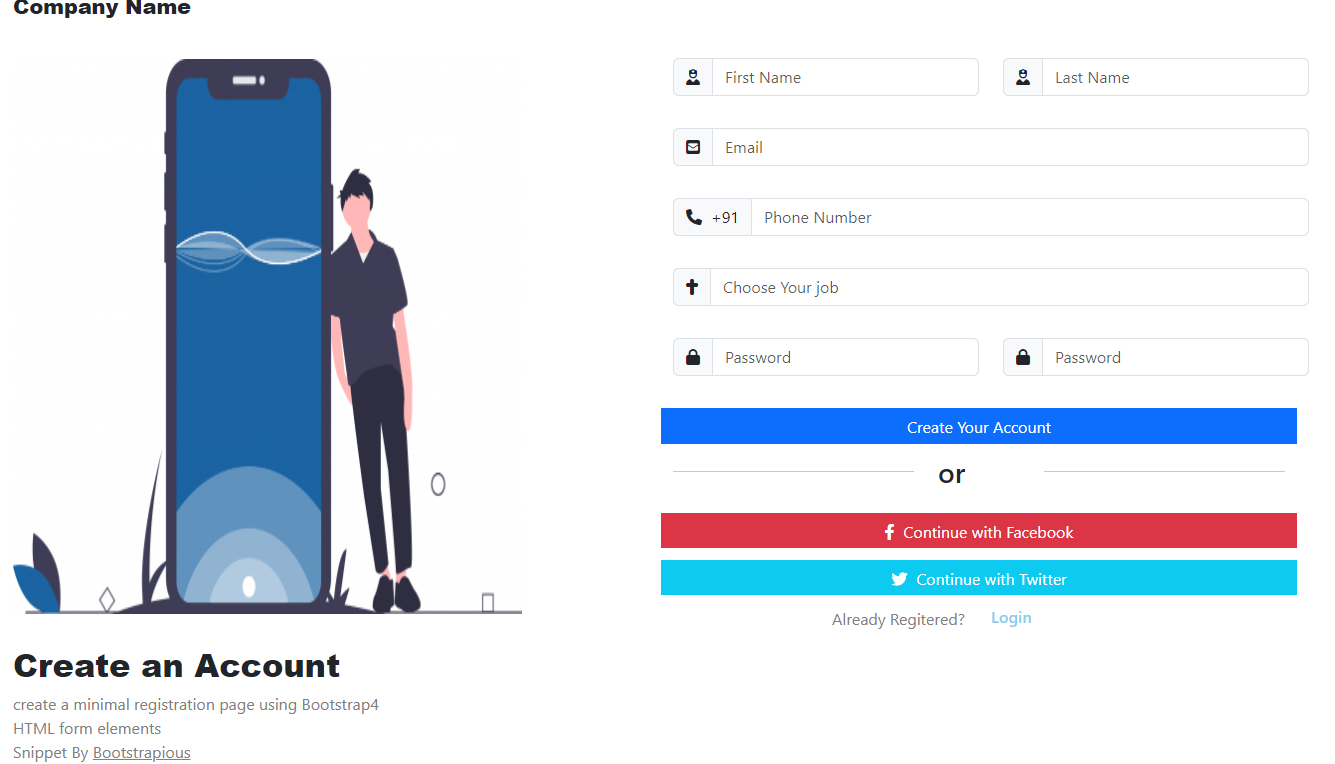 Company Name
First Name
Last Name
Email
+91
Phone Number
Choose Your job
Password
Password
Create Your Account
or
Continue with Facebook
Continue with Twitter
Already Regitered? Login
Create an Account
create a minimal registration page using Bootstrap4
HTML form elements
Snippet By Bootstrapious